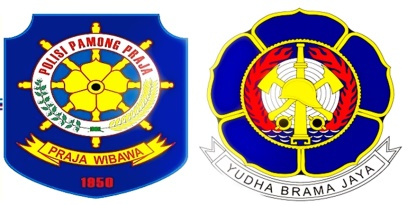 POLISI PAMONG PRAJA
PRAJA WIBAWA
1950
YUDHA BRAMA JAYA